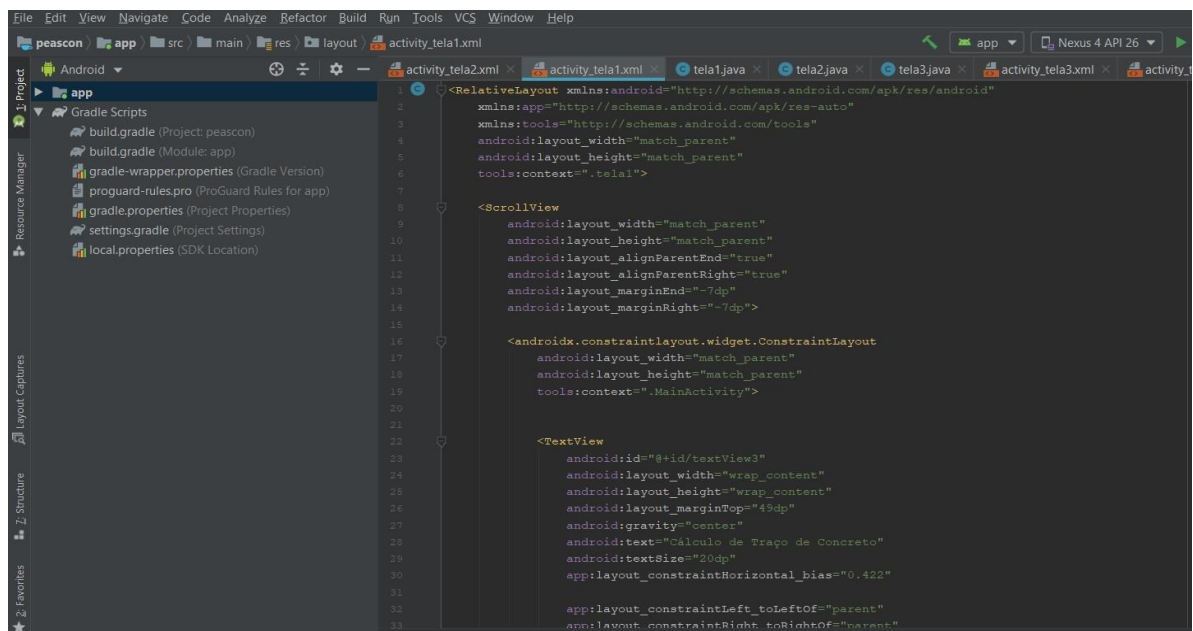 File Edit View Navigate Code Analyze Refactor Build Run Tools VCS Window Help
peascon app src main res layout activity_tela1.xml
app Nexus 4 API 26
1: Project
Resource Manager
Layout Captures
7: Structure
2: Favorites
Android
app
Gradle Scripts
build.gradle (Project: peascon)
build.gradle (Module: app)
gradle-wrapper.properties (Gradle Version)
proguard-rules.pro (ProGuard Rules for app)
gradle.properties (Project Properties)
settings.gradle (Project Settings)
local.properties (SDK Location)
activity_tela2.xml activity_tela1.xml tela1.java tela2.java tela3.java activity_tela3.xml activity_t
1 <RelativeLayout xmlns:android="http://schemas.android.com/apk/res/android"
2 xmlns:app="http://schemas.android.com/apk/res-auto"
3 xmlns:tools="http://schemas.android.com/tools"
4 android:layout_width="match_parent"
5 android:layout_height="match_parent"
6 tools:context=".tela1">
7
8 <ScrollView
9 android:layout_width="match_parent"
10 android:layout_height="match_parent"
11 android:layout_alignParentEnd="true"
12 android:layout_alignParentRight="true"
13 android:layout_marginEnd="-7dp"
14 android:layout_marginRight="-7dp">
15
16 <androidx.constraintlayout.widget.ConstraintLayout
17 android:layout_width="match_parent"
18 android:layout_height="match_parent"
19 tools:context=".MainActivity">
20
21
22 <TextView
23 android:id="@+id/textView3"
24 android:layout_width="wrap_content"
25 android:layout_height="wrap_content"
26 android:layout_marginTop="49dp"
27 android:gravity="center"
28 android:text="Cálculo de Traço de Concreto"
29 android:textSize="20dp"
30 app:layout_constraintHorizontal_bias="0.422"
31
32 app:layout_constraintLeft_toLeftOf="parent"
33 app:layout_constraintRight_toRightOf="parent"